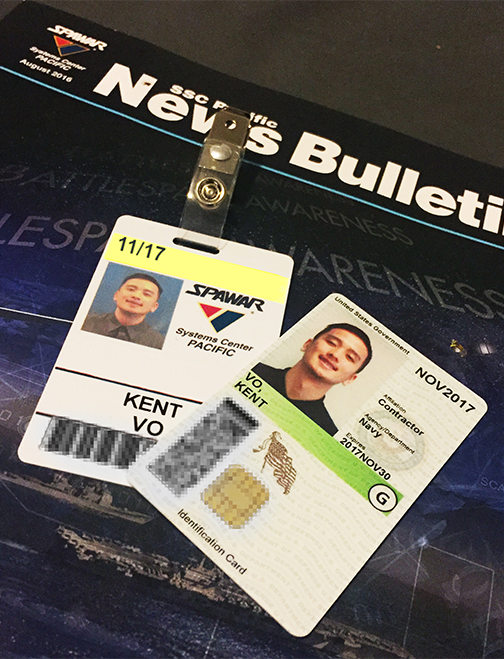 SPAWAR
Systems Center
PACIFIC
August 2016
SSC Pacific
News Bulletin
BATTLESPACE AWARENESS
AWARENESS
LESPACE AWARENESS
11/17
SPAWAR
Systems Center
PACIFIC
KENT
VO
United States Government
NOV2017
Affiliation
Contractor
Agency/Department
Navy
Expires
2017NOV30
VO,
KENT
G
Identification Card